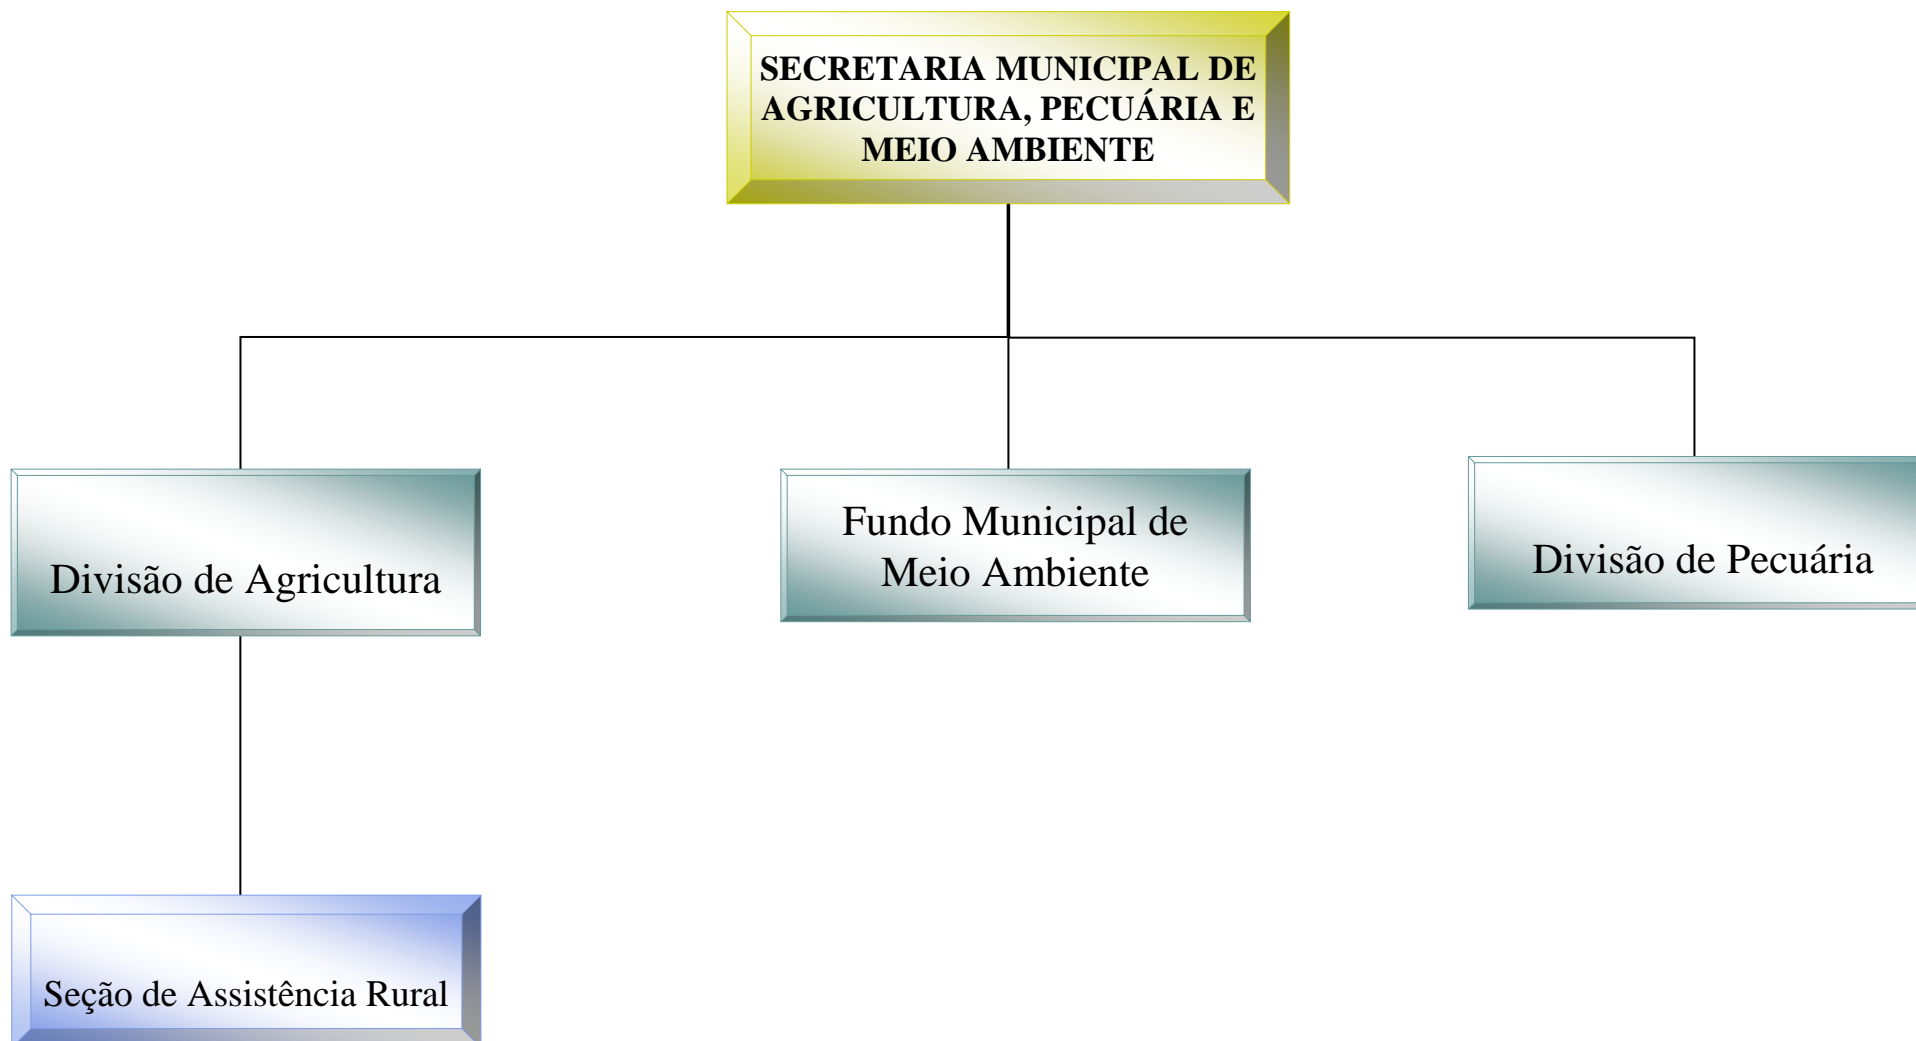 SECRETARIA MUNICIPAL DE
AGRICULTURA, PECUÁRIA E
MEIO AMBIENTE
Divisão de Agricultura
Fundo Municipal de
Meio Ambiente
Divisão de Pecuária
Seção de Assistência Rural